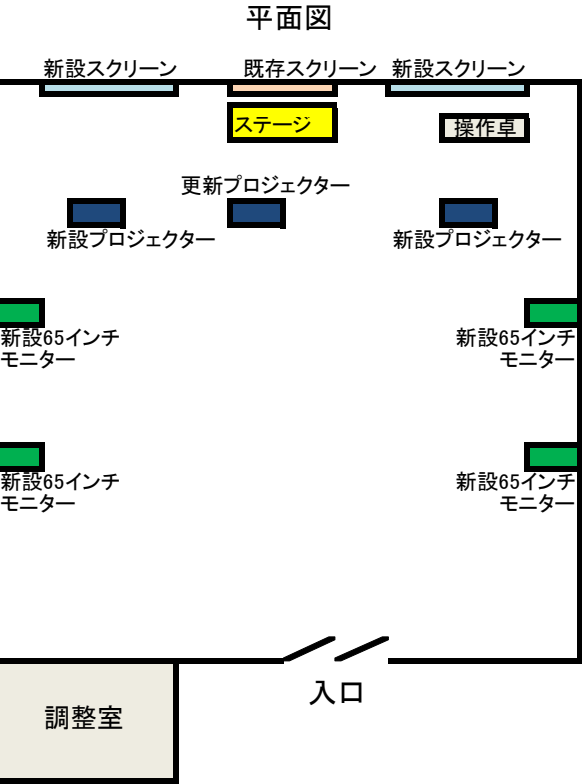 平面図
新設スクリーン
既存スクリーン
新設スクリーン
ステージ
操作卓
更新プロジェクター
新設プロジェクター
新設プロジェクター
新設65インチ
モニター
新設65インチ
モニター
新設65インチ
モニター
新設65インチ
モニター
入口
調整室